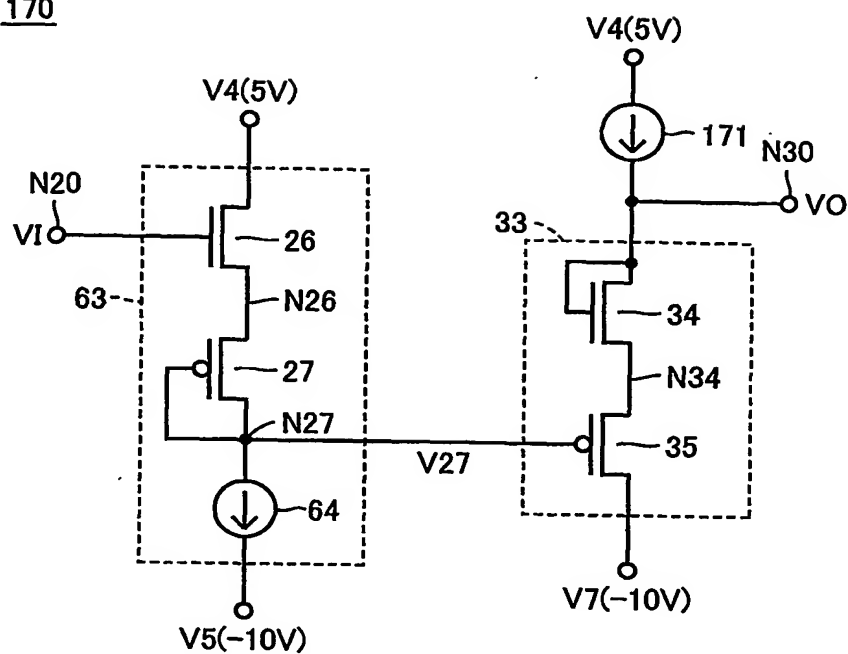 170
V4(5V)
V4(5V)
171
N30
VO
N20
VI
26
33
63
N26
34
27
N34
N27
V27
35
64
V5(-10V)
V7(-10V)